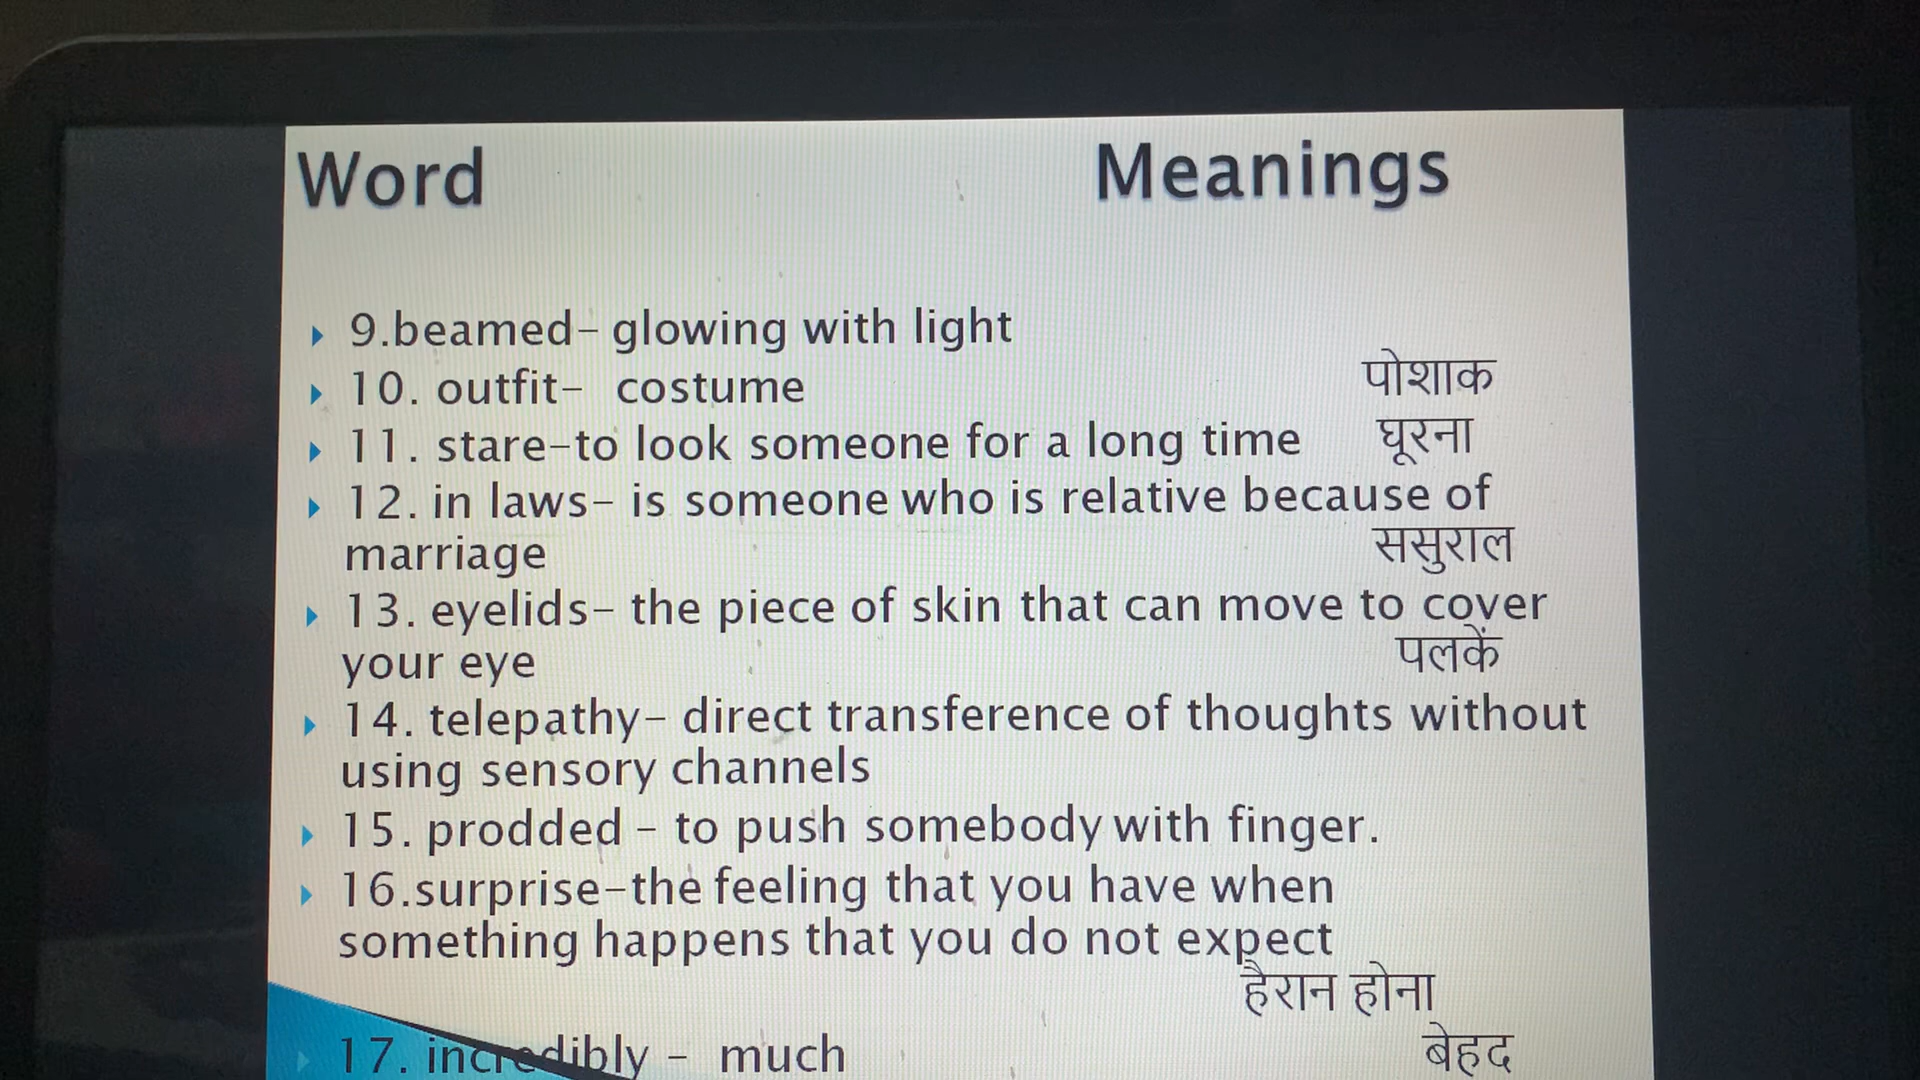 Word Meanings
9.beamed- glowing with light
10. outfit- costume पोशाक
11. stare-to look someone for a long time घूरना
12. in laws- is someone who is relative because of
marriage ससुराल
13. eyelids- the piece of skin that can move to cover
your eye पलकें
14. telepathy- direct transference of thoughts without
using sensory channels
15. prodded - to push somebody with finger.
16.surprise-the feeling that you have when
something happens that you do not expect
हैरान होना
17. incredibly - much बेहद